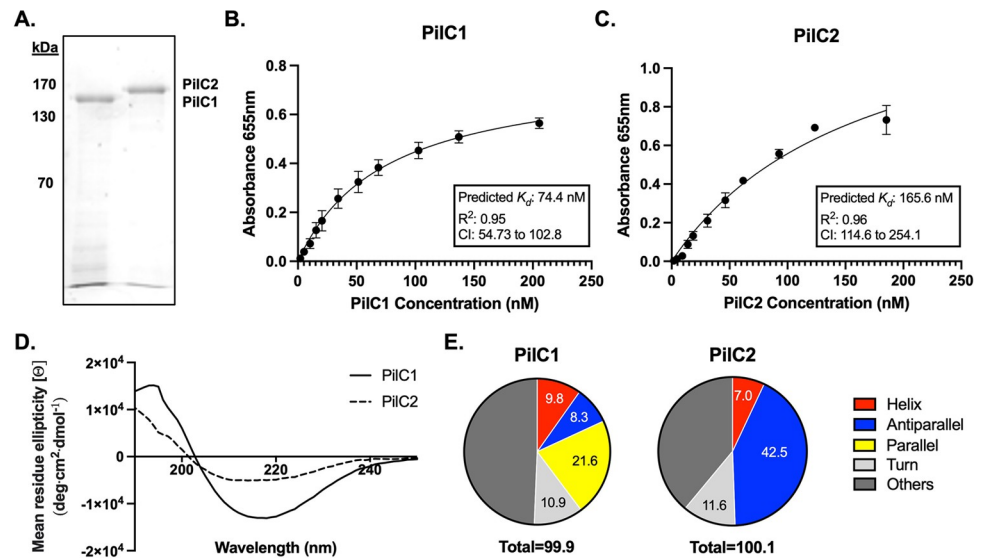 A.
kDa
170
130
70
PilC2
PilC1
B.
PilC1
Absorbance 655nm
0.8
0.6
0.4
0.2
0.0
0 50 100 150 200 250
PilC1 Concentration (nM)
Predicted Kd: 74.4 nM
R2: 0.95
CI: 54.73 to 102.8
C.
PilC2
Absorbance 655nm
1.0
0.8
0.6
0.4
0.2
0.0
0 50 100 150 200 250
PilC2 Concentration (nM)
Predicted Kd: 165.6 nM
R2: 0.96
CI: 114.6 to 254.1
D.
Mean residue ellipticity [Θ]
(deg·cm2·dmol-1)
2×10⁴
1×10⁴
0
-1×10⁴
-2×10⁴
200 220 240
Wavelength (nm)
PilC1
PilC2
E.
PilC1
9.8
8.3
21.6
10.9
Total=99.9
PilC2
7.0
42.5
11.6
Total=100.1
Helix
Antiparallel
Parallel
Turn
Others